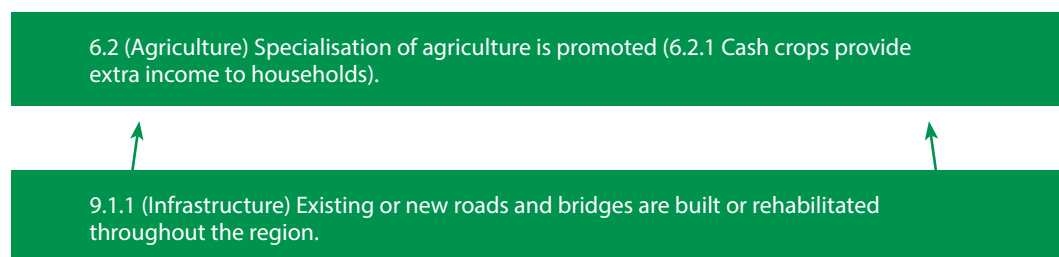 6.2 (Agriculture) Specialisation of agriculture is promoted (6.2.1 Cash crops provide
extra income to households).
9.1.1 (Infrastructure) Existing or new roads and bridges are built or rehabilitated
throughout the region.